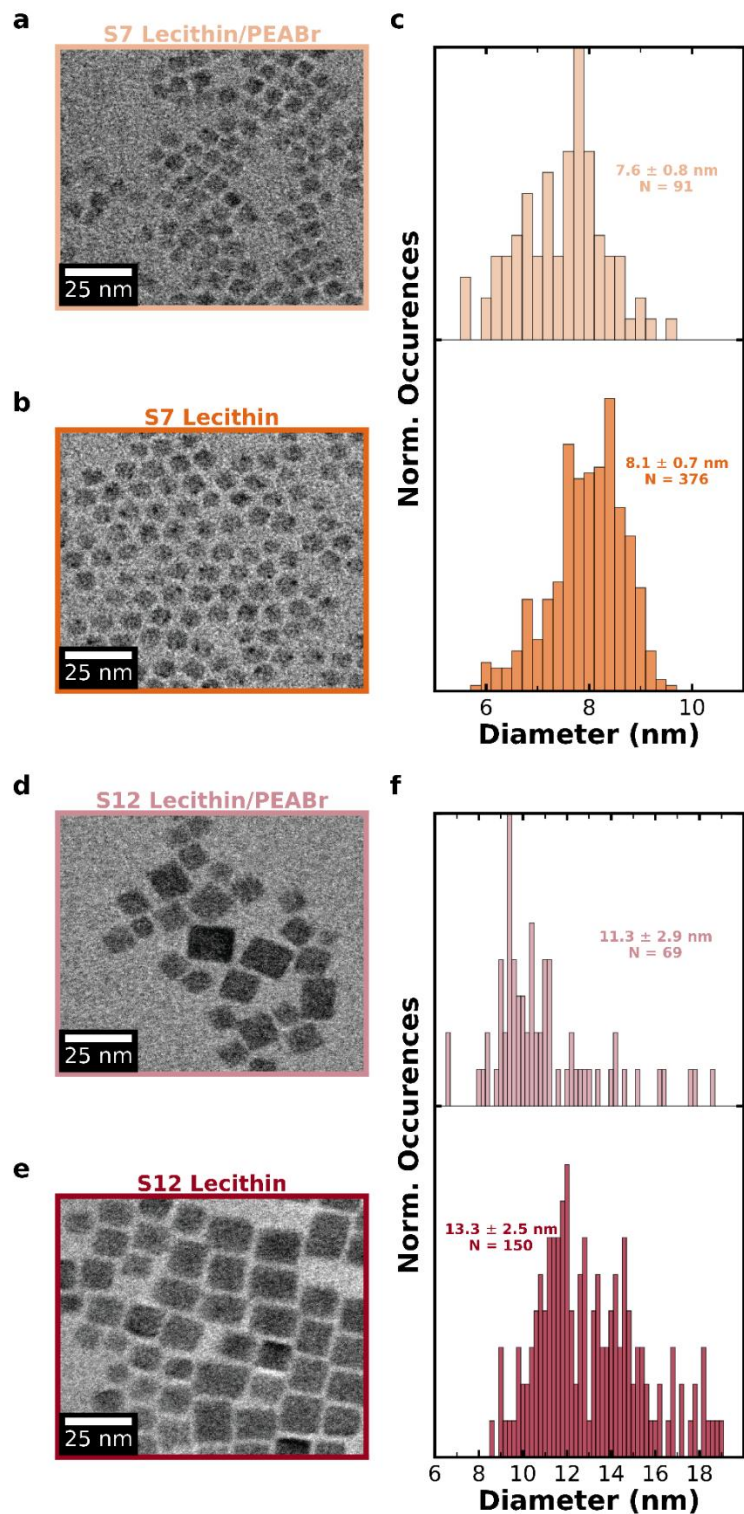 a
S7 Lecithin/PEABr
25 nm
b
S7 Lecithin
25 nm
c
7.6 ± 0.8 nm
N = 91
8.1 ± 0.7 nm
N = 376
Norm. Occurences
6 8 10
Diameter (nm)
d
S12 Lecithin/PEABr
25 nm
e
S12 Lecithin
25 nm
f
11.3 ± 2.9 nm
N = 69
13.3 ± 2.5 nm
N = 150
Norm. Occurences
6 8 10 12 14 16 18
Diameter (nm)